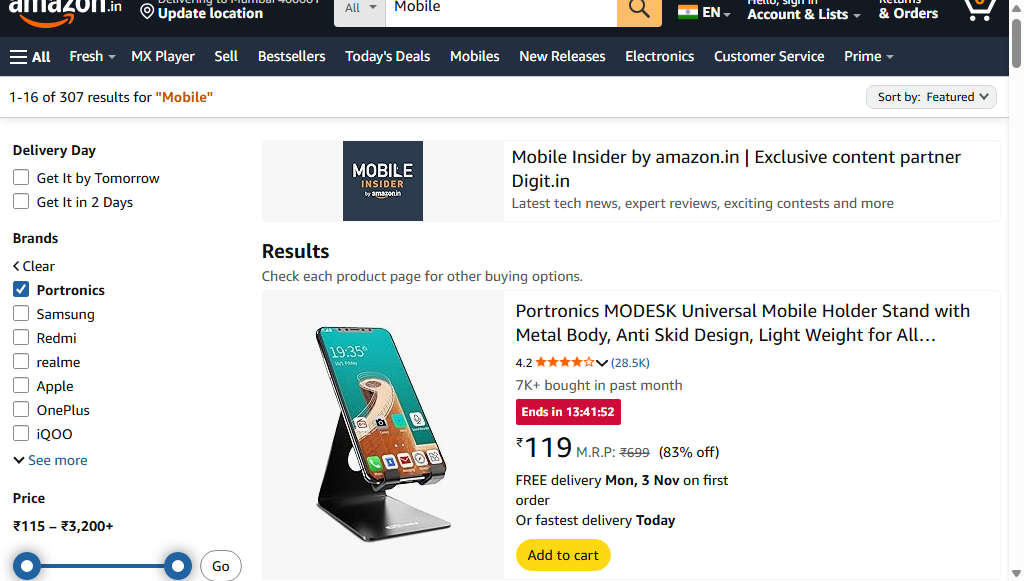 amazon.in
Delivering to Mumbai 400001
Update location
All
Mobile
EN
Hello, sign in
Account & Lists
Returns
& Orders
0
All
Fresh
MX Player
Sell
Bestsellers
Today's Deals
Mobiles
New Releases
Electronics
Customer Service
Prime
1-16 of 307 results for "Mobile"
Sort by: Featured
Delivery Day
Get It by Tomorrow
Get It in 2 Days
Brands
Clear
Portronics
Samsung
Redmi
realme
Apple
OnePlus
iQOO
See more
Price
₹115 – ₹3,200+
Go
MOBILE
INSIDER
by amazon.in
Mobile Insider by amazon.in | Exclusive content partner
Digit.in
Latest tech news, expert reviews, exciting contests and more
Results
Check each product page for other buying options.
19:35
Portronics MODESK Universal Mobile Holder Stand with
Metal Body, Anti Skid Design, Light Weight for All…
4.2 (28.5K)
7K+ bought in past month
Ends in 13:41:52
₹119 M.R.P: ₹699 (83% off)
FREE delivery Mon, 3 Nov on first
order
Or fastest delivery Today
Add to cart